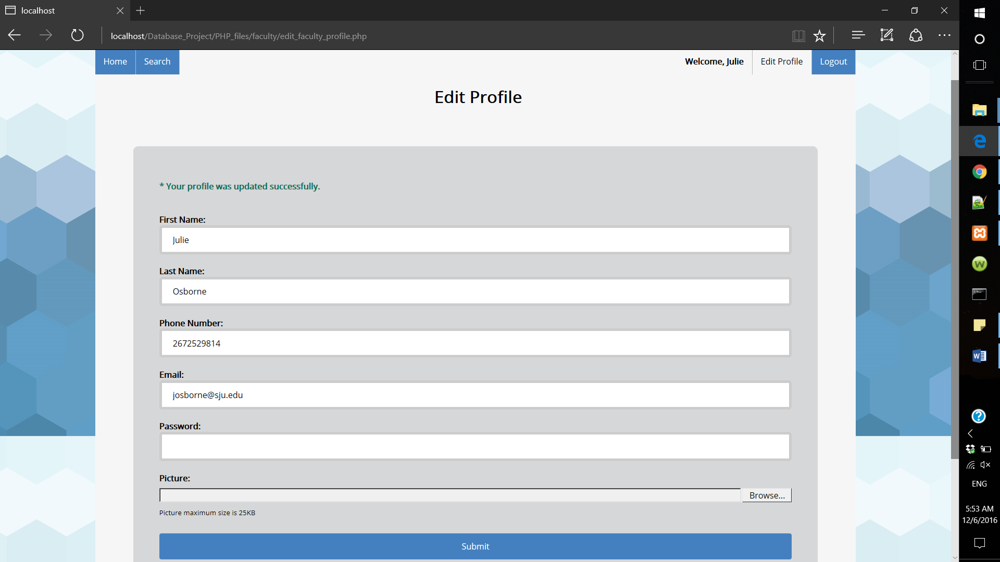 localhost
localhost/Database_Project/PHP_files/faculty/edit_faculty_profile.php
Home Search Welcome, Julie Edit Profile Logout
Edit Profile
* Your profile was updated successfully.
First Name:
Julie
Last Name:
Osborne
Phone Number:
2672529814
Email:
josborne@sju.edu
Password:
Picture:
Browse...
Picture maximum size is 25KB
Submit
ENG
5:53 AM
12/6/2016